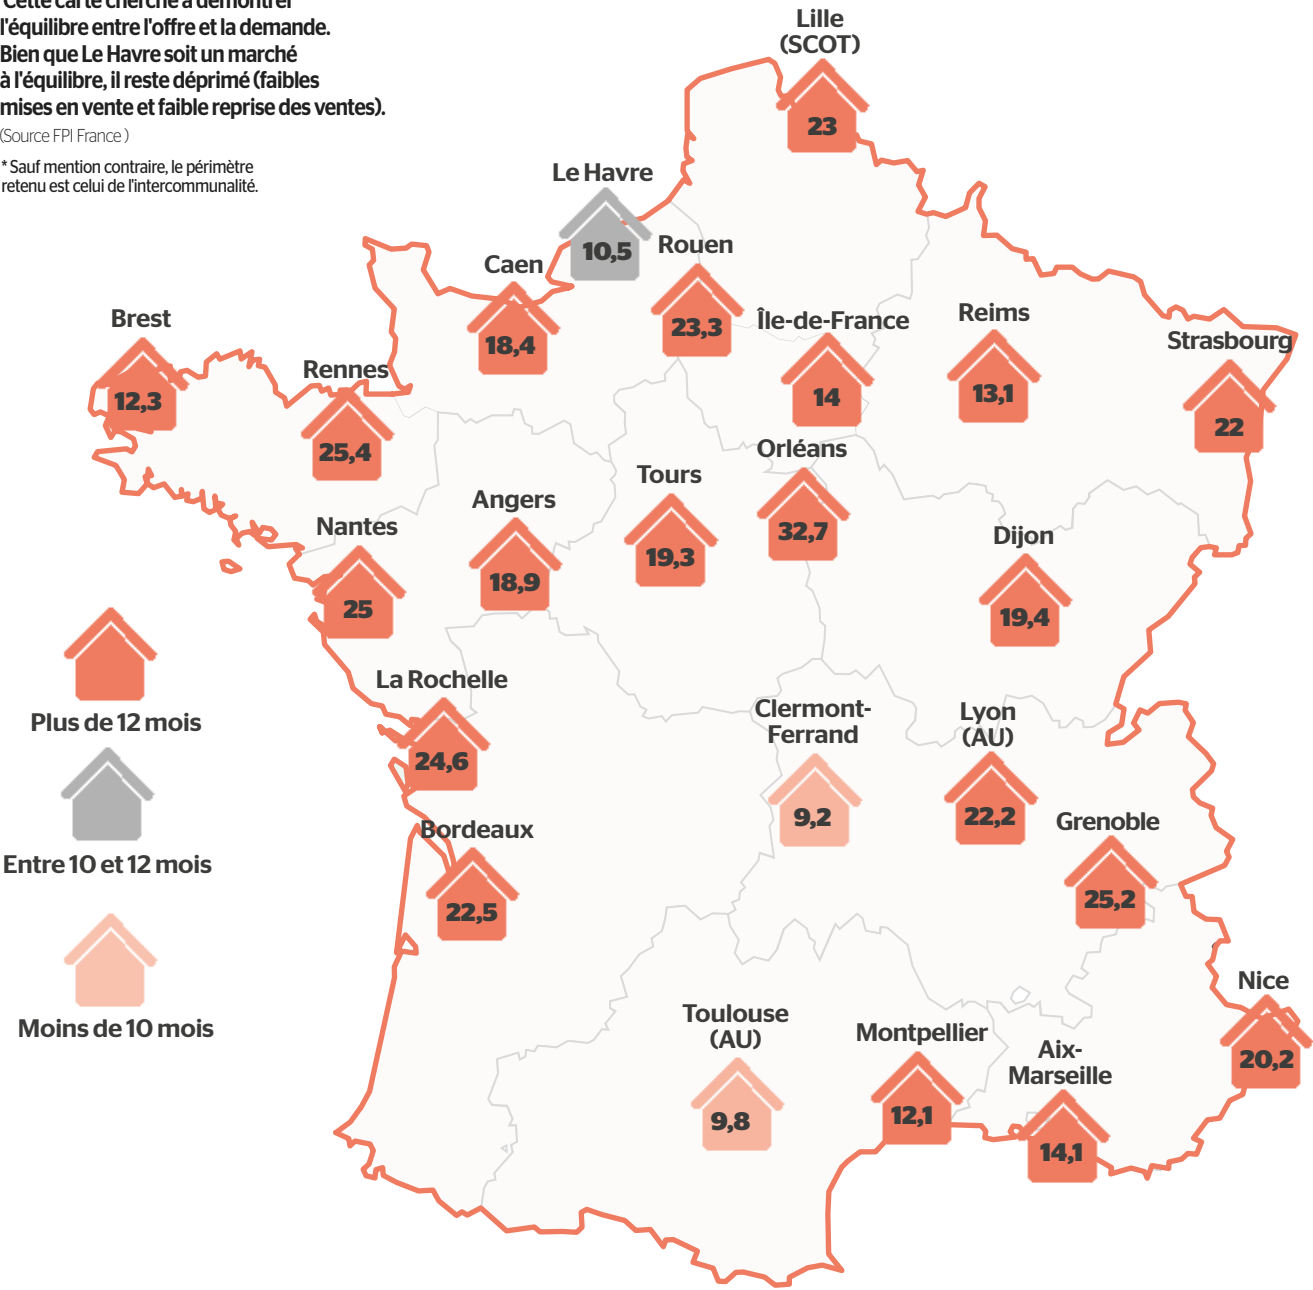 Cette carte cherche à démontrer
l'équilibre entre l'offre et la demande.
Bien que Le Havre soit un marché
à l'équilibre, il reste déprimé (faibles
mises en vente et faible reprise des ventes).
(Source FPI France )
* Sauf mention contraire, le périmètre
retenu est celui de l'intercommunalité.
Lille
(SCOT)
23
Le Havre
10,5
Rouen
23,3
Caen
18,4
Brest
12,3
Rennes
25,4
Île-de-France
14
Reims
13,1
Strasbourg
22
Orléans
32,7
Tours
19,3
Angers
18,9
Nantes
25
Dijon
19,4
Plus de 12 mois
Entre 10 et 12 mois
Moins de 10 mois
La Rochelle
24,6
Clermont-
Ferrand
9,2
Lyon
(AU)
22,2
Grenoble
25,2
Bordeaux
22,5
Nice
20,2
Toulouse
(AU)
9,8
Montpellier
12,1
Aix-
Marseille
14,1